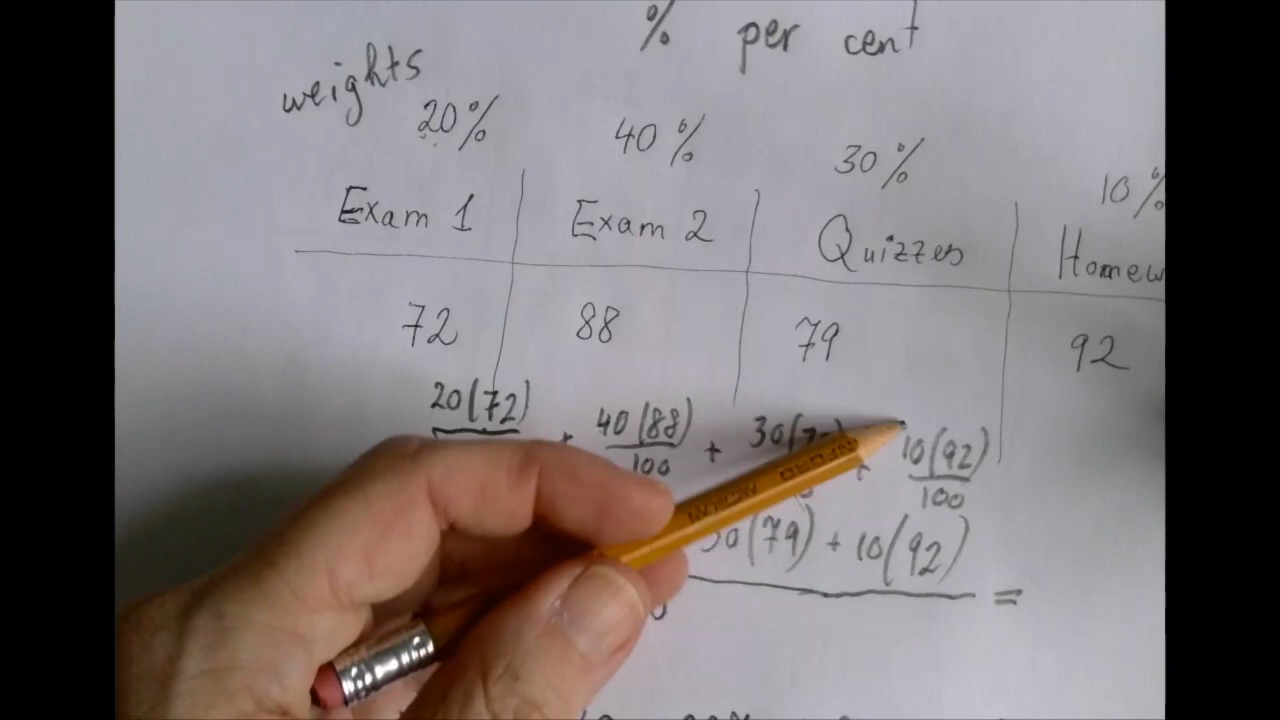 % per cent
weights
20% 40% 30% 10%
Exam 1 Exam 2 Quizzes
72 88 79 92
20(72) + 40(88) + 30( + 10(92)
100 100
30(79) + 10(92) =